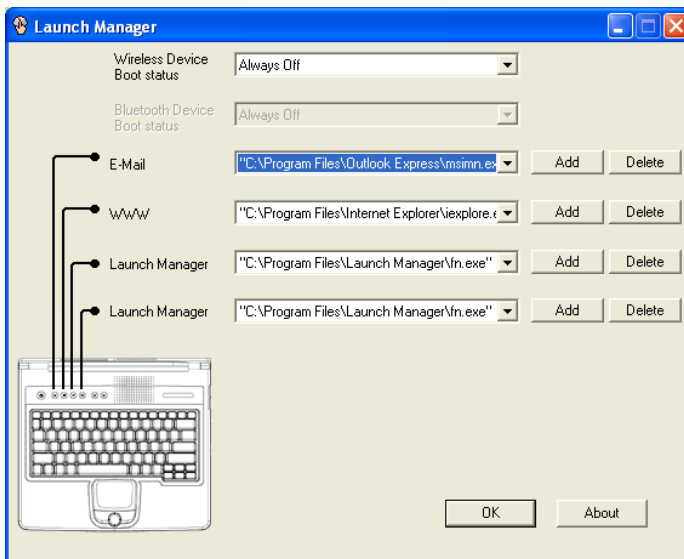 Launch Manager
Wireless Device
Boot status
Always Off
Bluetooth Device
Boot status
Always Off
E-Mail
"C:\Program Files\Outlook Express\msimn.ex
Add
Delete
WWW
"C:\Program Files\Internet Explorer\iexplore.e
Add
Delete
Launch Manager
"C:\Program Files\Launch Manager\fn.exe"
Add
Delete
Launch Manager
"C:\Program Files\Launch Manager\fn.exe"
Add
Delete
OK
About